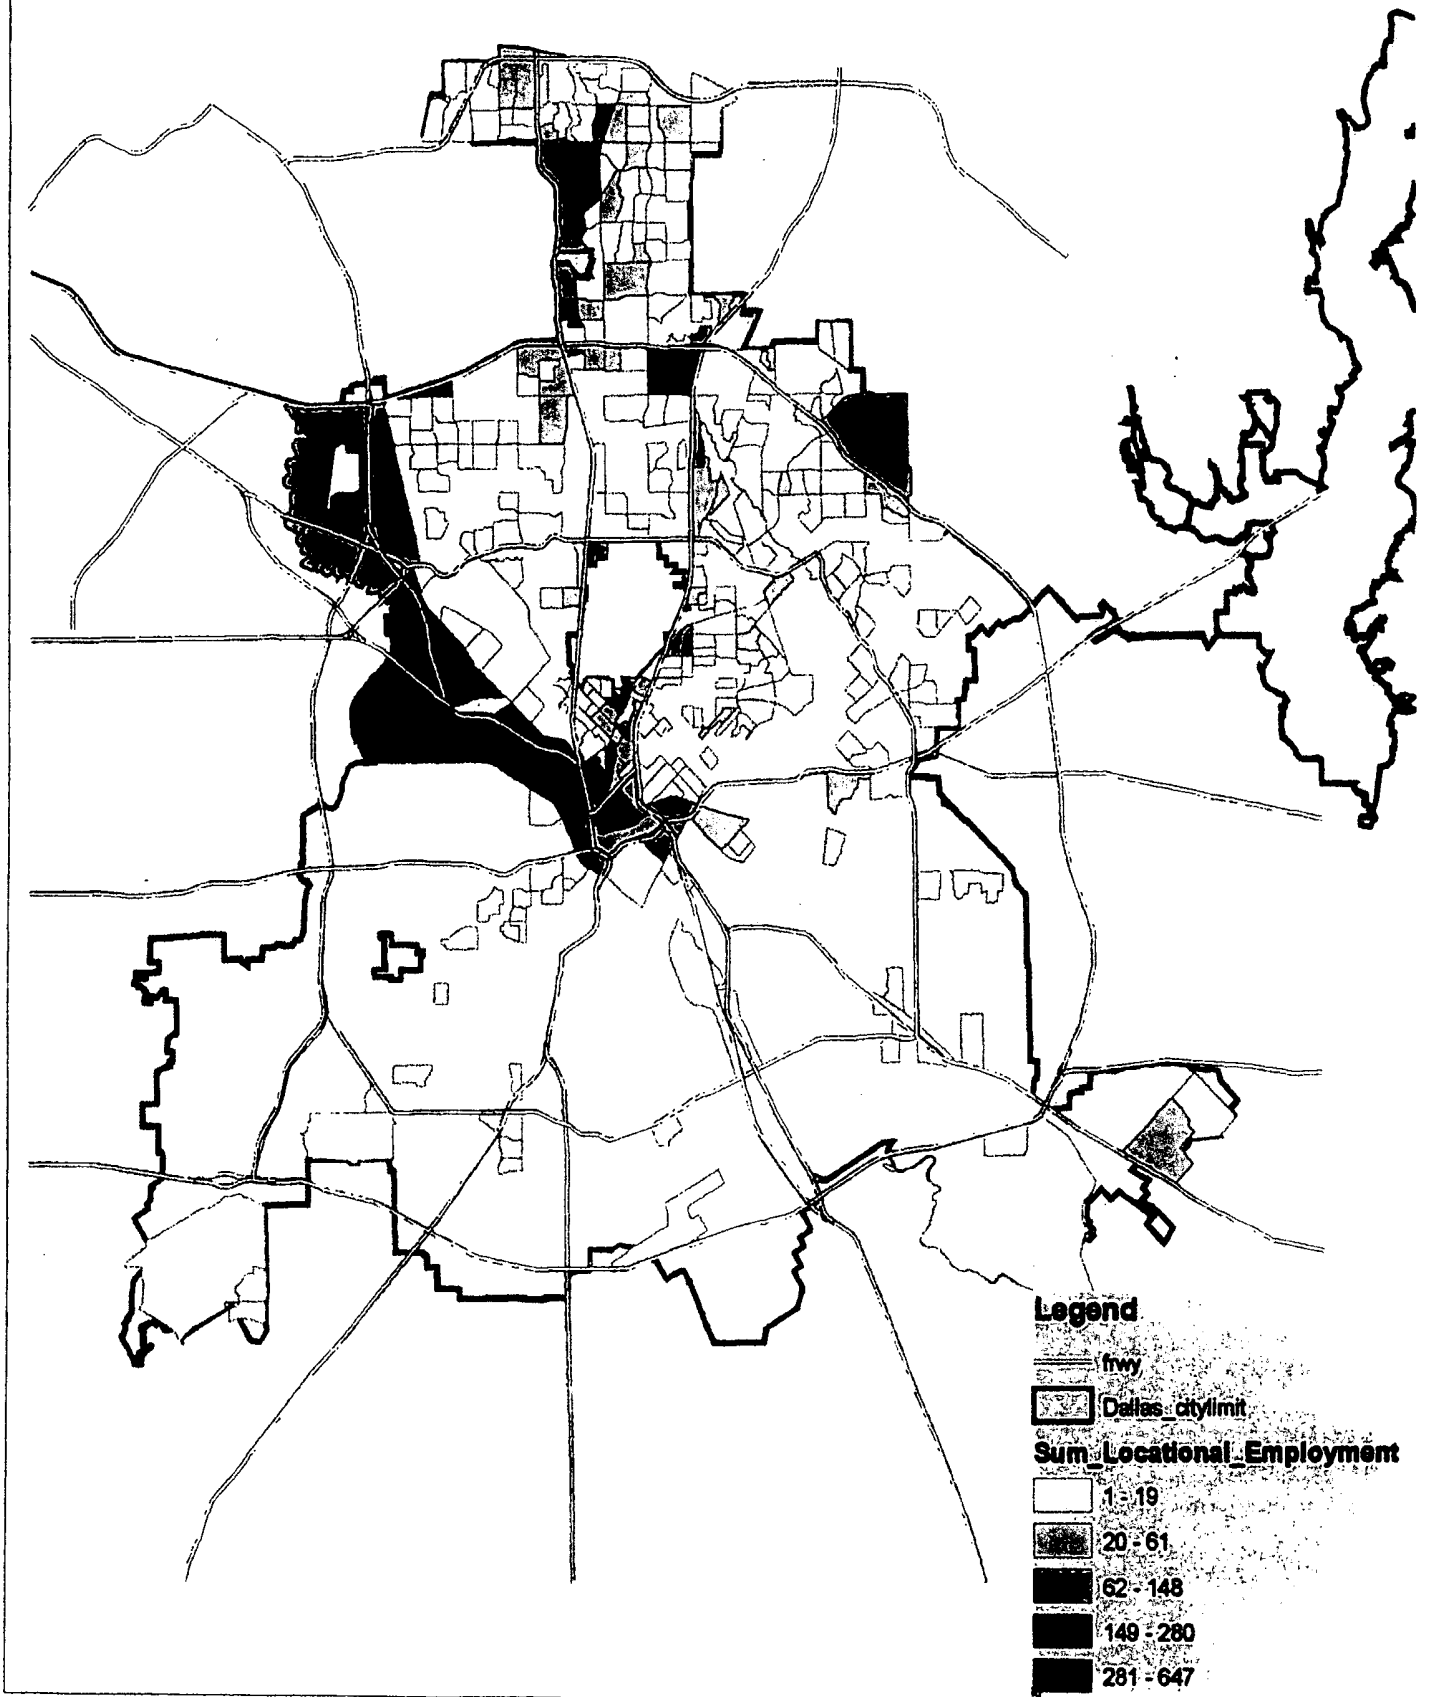 Legend
frwy
Dallas_citylimit
Sum_Locational_Employment
1 - 19
20 - 61
62 - 148
149 - 280
281 - 647